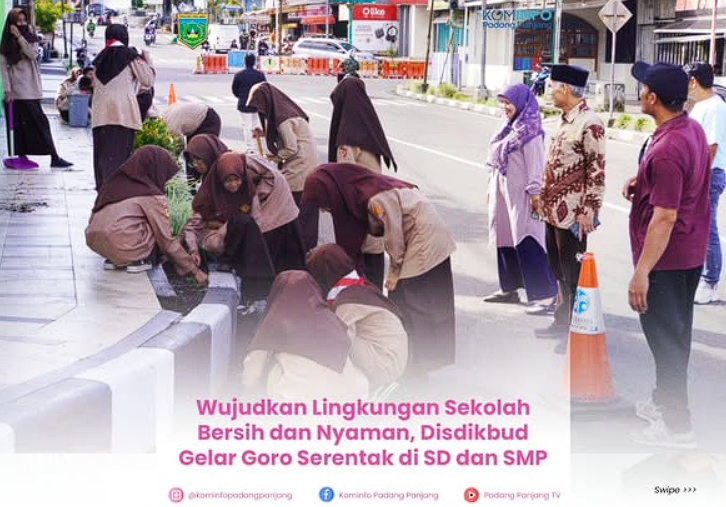 Olike
KOMINFO
Padang Panjang
Wujudkan Lingkungan Sekolah
Bersih dan Nyaman, Disdikbud
Gelar Goro Serentak di SD dan SMP
@kominfopadangpanjang
Kominfo Padang Panjang
Padang Panjang TV
Swipe >>>